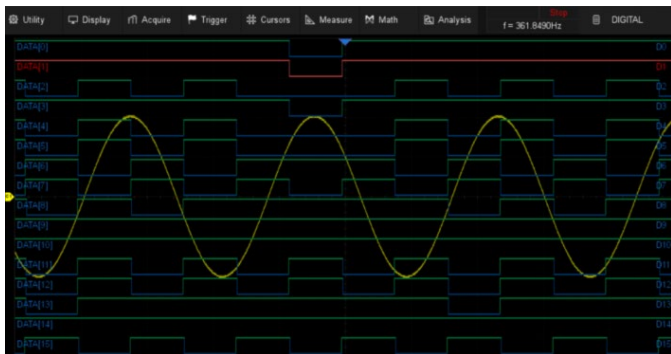 Utility Display Acquire Trigger Cursors Measure Math Analysis Stop f = 361.8490Hz DIGITAL
DATA[0] D0
DATA[1] D1
DATA[2] D2
DATA[3] D3
DATA[4] D4
DATA[5] D5
DATA[6] D6
DATA[7] D7
DATA[8] D8
DATA[9] D9
DATA[10] D10
DATA[11] D11
DATA[12] D12
DATA[13] D13
DATA[14] D14
DATA[15] D15